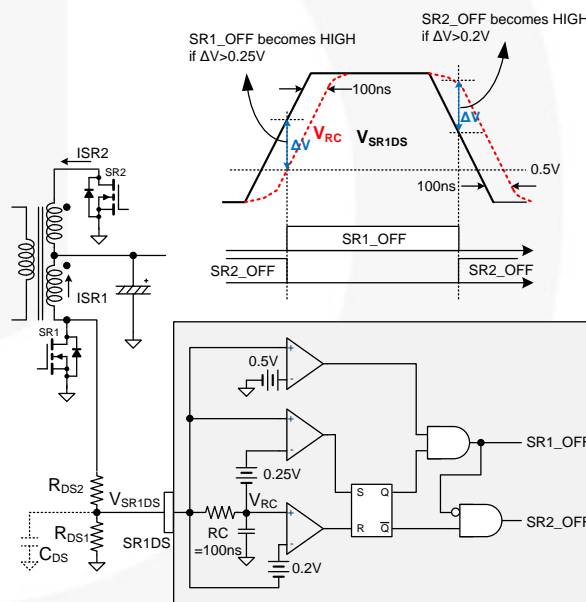 SR1_OFF becomes HIGH
if ΔV>0.25V
SR2_OFF becomes HIGH
if ΔV>0.2V
100ns
ΔV
VRC
VSR1DS
ΔV
0.5V
100ns
SR1_OFF
SR2_OFF
SR2_OFF
ISR2
SR2
ISR1
SR1
+
RDS2
VSR1DS
SR1DS
RDS1
CDS
0.5V
+
-
+
-
0.25V
VRC
RC
=100ns
+
-
0.2V
S
Q
R
Q
SR1_OFF
SR2_OFF